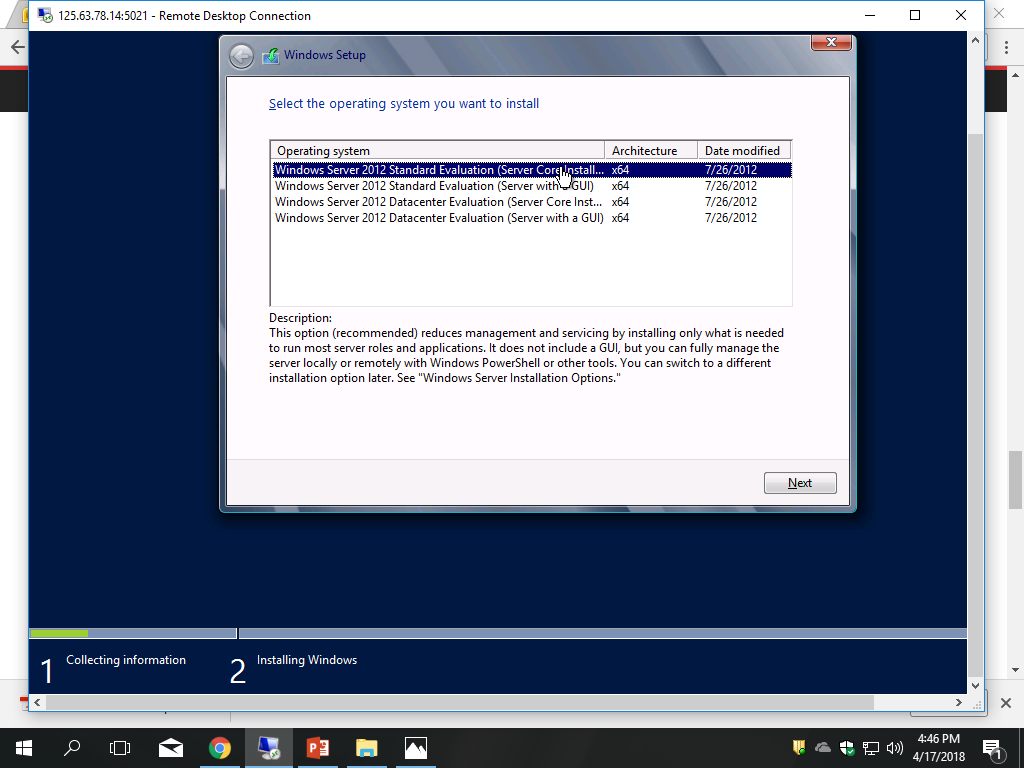 125.63.78.14:5021 - Remote Desktop Connection
Windows Setup
Select the operating system you want to install
Operating system Architecture Date modified
Windows Server 2012 Standard Evaluation (Server Core Install... x64 7/26/2012
Windows Server 2012 Standard Evaluation (Server with a GUI) x64 7/26/2012
Windows Server 2012 Datacenter Evaluation (Server Core Inst... x64 7/26/2012
Windows Server 2012 Datacenter Evaluation (Server with a GUI) x64 7/26/2012
Description:
This option (recommended) reduces management and servicing by installing only what is needed
to run most server roles and applications. It does not include a GUI, but you can fully manage the
server locally or remotely with Windows PowerShell or other tools. You can switch to a different
installation option later. See "Windows Server Installation Options."
Next
1 Collecting information 2 Installing Windows
4:46 PM
4/17/2018
1